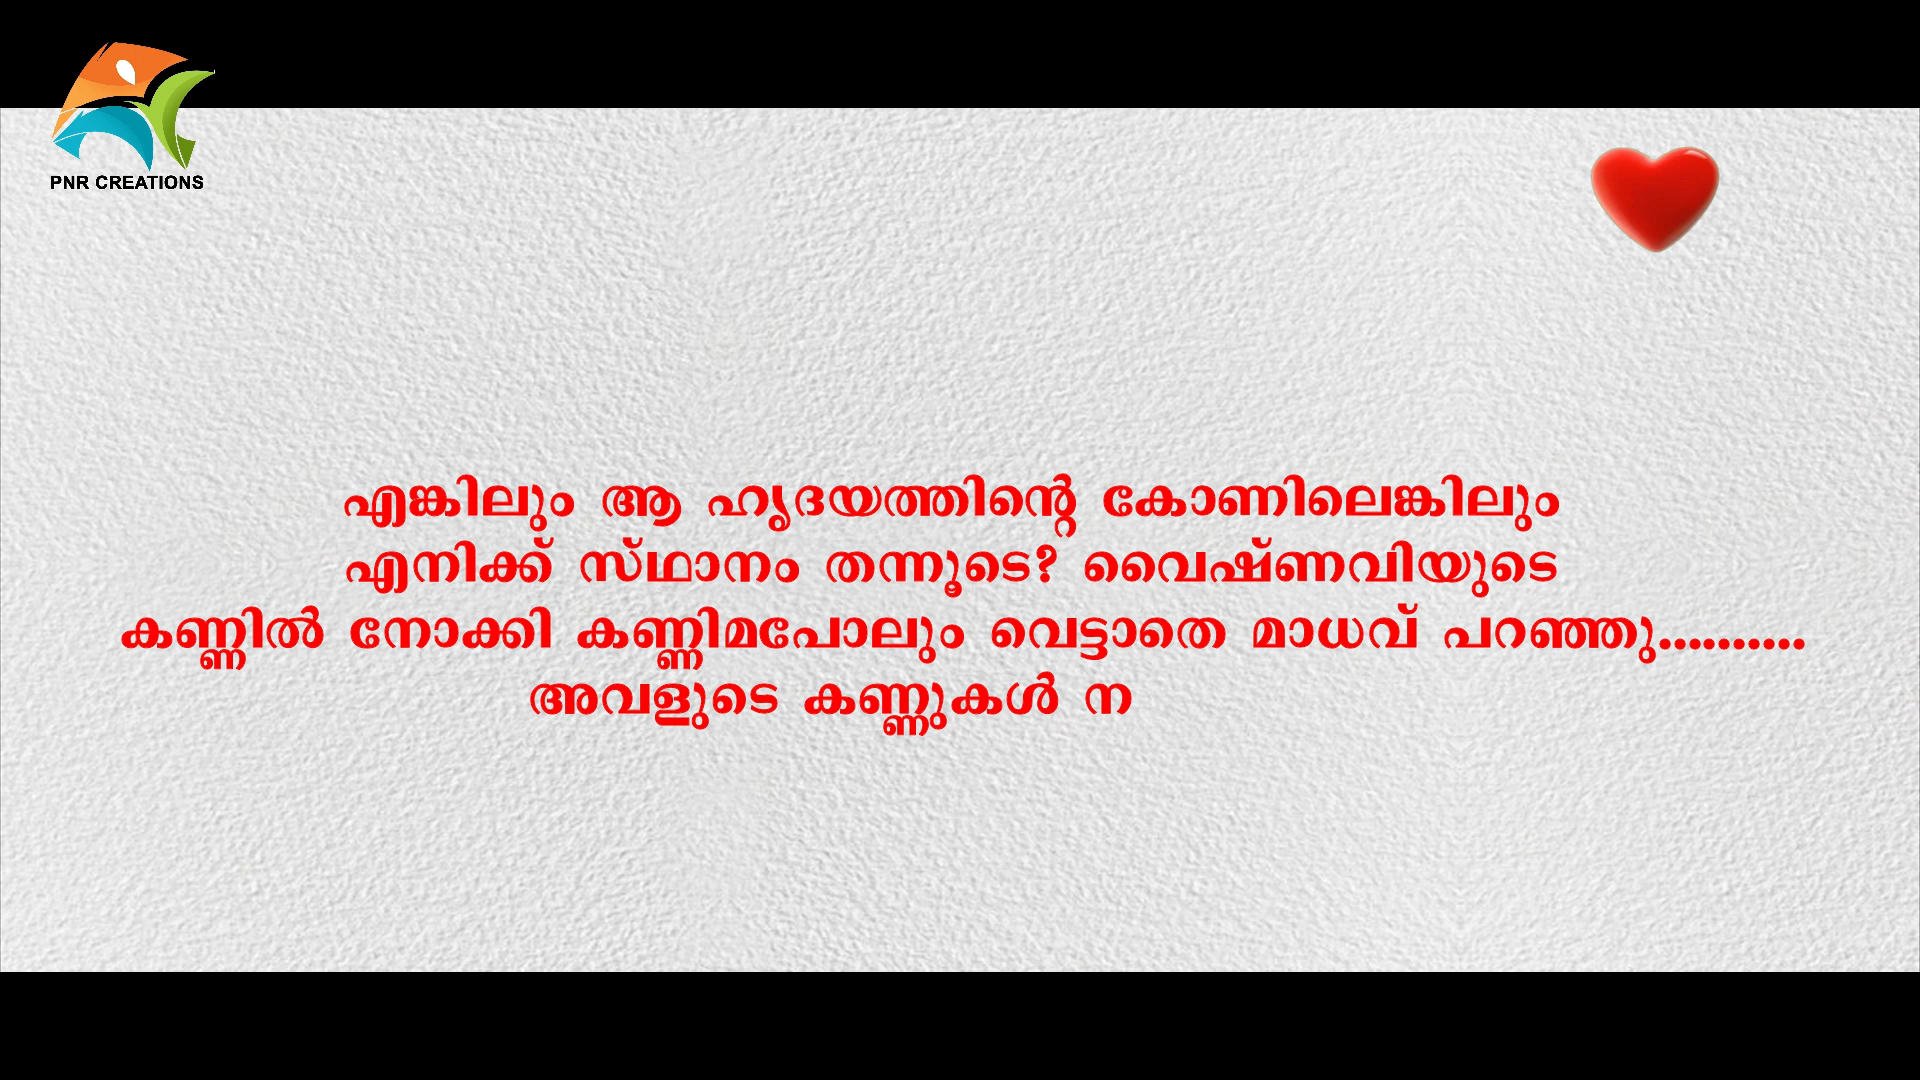 PNR CREATIONS
എങ്കിലും ആ ഹൃദയത്തിന്റെ കോണിലെങ്കിലും
എനിക്ക് സ്ഥാനം തന്നൂടെ? വൈഷ്ണവിയുടെ
കണ്ണിൽ നോക്കി കണ്ണിമപോലും വെട്ടാതെ മാധവ് പറഞ്ഞു..........
അവളുടെ കണ്ണുകൾ ന